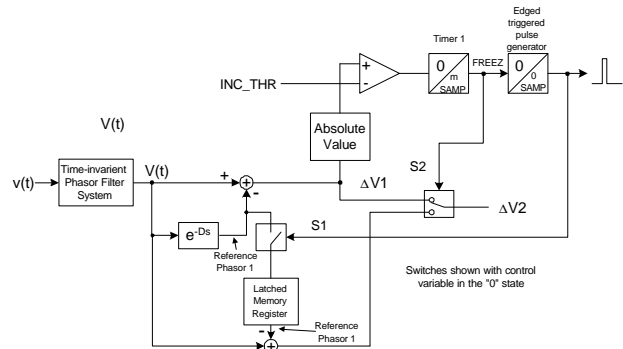 Timer 1
Edged
triggered
pulse
generator
+
-
0
m
SAMP
FREEZ
0
0
SAMP
INC_THR
V(t)
Absolute
Value
S2
v(t)
Time-invarient
Phasor Filter
System
V(t)
+
+
-
ΔV1
ΔV2
e-Ds
Reference
Phasor 1
S1
Latched
Memory
Register
Switches shown with control
variable in the "0" state
-
Reference
Phasor 1
+